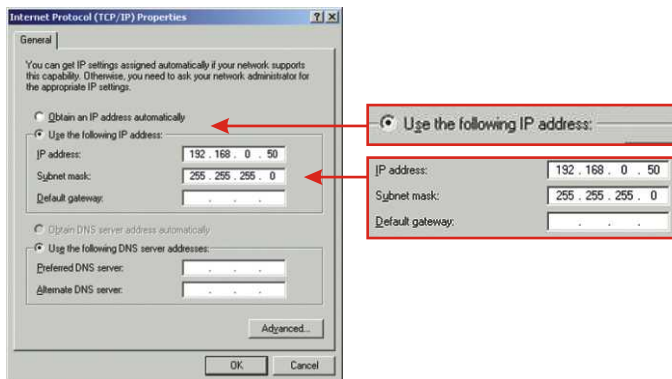 Internet Protocol (TCP/IP) Properties
General
You can get IP settings assigned automatically if your network supports
this capability. Otherwise, you need to ask your network administrator for
the appropriate IP settings.
Obtain an IP address automatically
Use the following IP address:
IP address: 192 . 168 . 0 . 50
Subnet mask: 255 . 255 . 255 . 0
Default gateway: . . .
Obtain DNS server address automatically
Use the following DNS server addresses:
Preferred DNS server: . . .
Alternate DNS server: . . .
Advanced...
OK Cancel
Use the following IP address:
IP address: 192 . 168 . 0 . 50
Subnet mask: 255 . 255 . 255 . 0
Default gateway: . . .